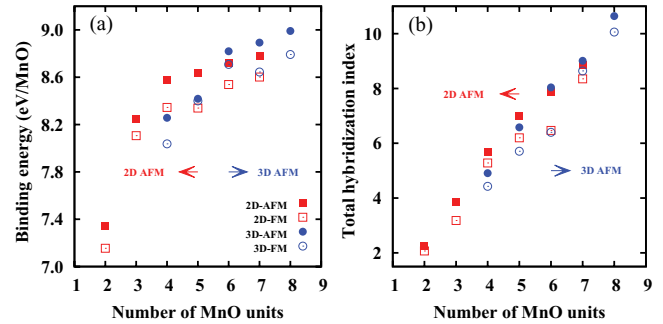 (a)
Binding energy (eV/MnO)
9.0
8.6
8.2
7.8
7.4
7.0
2D AFM
3D AFM
2D-AFM
2D-FM
3D-AFM
3D-FM
1 2 3 4 5 6 7 8 9
Number of MnO units
(b)
Total hybridization index
10
8
6
4
2
2D AFM
3D AFM
1 2 3 4 5 6 7 8 9
Number of MnO units